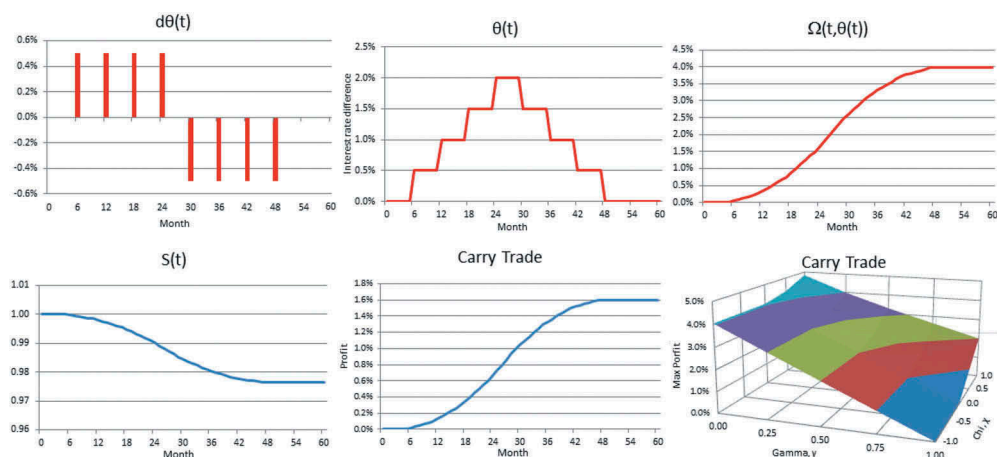 dθ(t)
0.6%
0.4%
0.2%
0.0%
-0.2%
-0.4%
-0.6%
0 6 12 18 24 30 36 42 48 54 60
Month
θ(t)
Interest rate difference
2.5%
2.0%
1.5%
1.0%
0.5%
0.0%
0 6 12 18 24 30 36 42 48 54 60
Month
Ω(t,θ(t))
4.5%
4.0%
3.5%
3.0%
2.5%
2.0%
1.5%
1.0%
0.5%
0.0%
0 6 12 18 24 30 36 42 48 54 60
Month
S(t)
1.01
1.00
0.99
0.98
0.97
0.96
0 6 12 18 24 30 36 42 48 54 60
Month
Carry Trade
Profit
1.8%
1.6%
1.4%
1.2%
1.0%
0.8%
0.6%
0.4%
0.2%
0.0%
0 6 12 18 24 30 36 42 48 54 60
Month
Carry Trade
Max Porfit
5.0%
4.0%
3.0%
2.0%
1.0%
0.0%
0.00 0.25 0.50 0.75 1.00
Gamma, γ
1.0
0.5
0.0
-0.5
-1.0
Chi, X